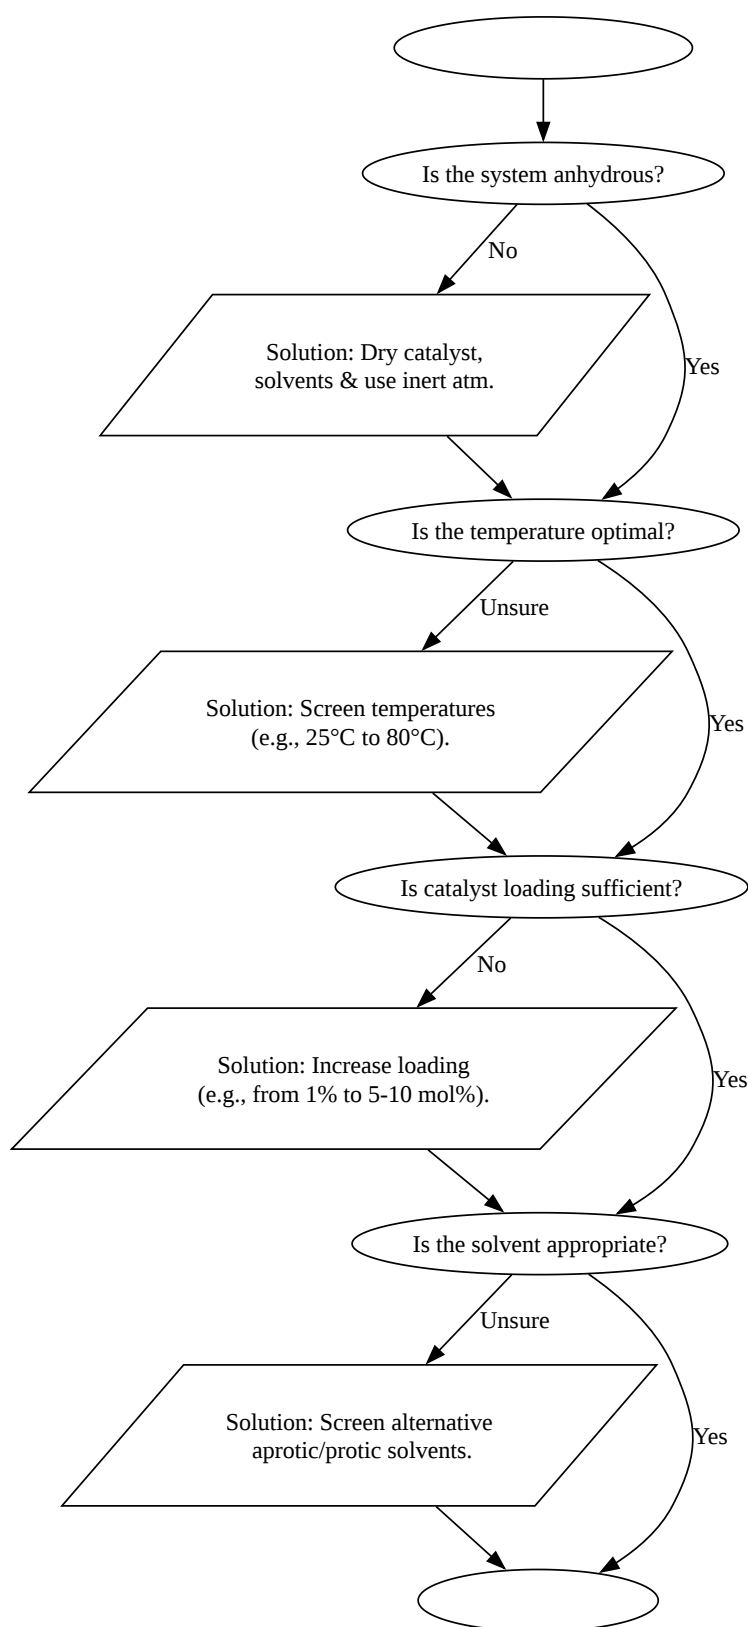 Is the system anhydrous?
No
Solution: Dry catalyst,
solvents & use inert atm.
Yes
Is the temperature optimal?
Unsure
Solution: Screen temperatures
(e.g., 25°C to 80°C).
Yes
Is catalyst loading sufficient?
No
Solution: Increase loading
(e.g., from 1% to 5-10 mol%).
Yes
Is the solvent appropriate?
Unsure
Solution: Screen alternative
aprotic/protic solvents.
Yes